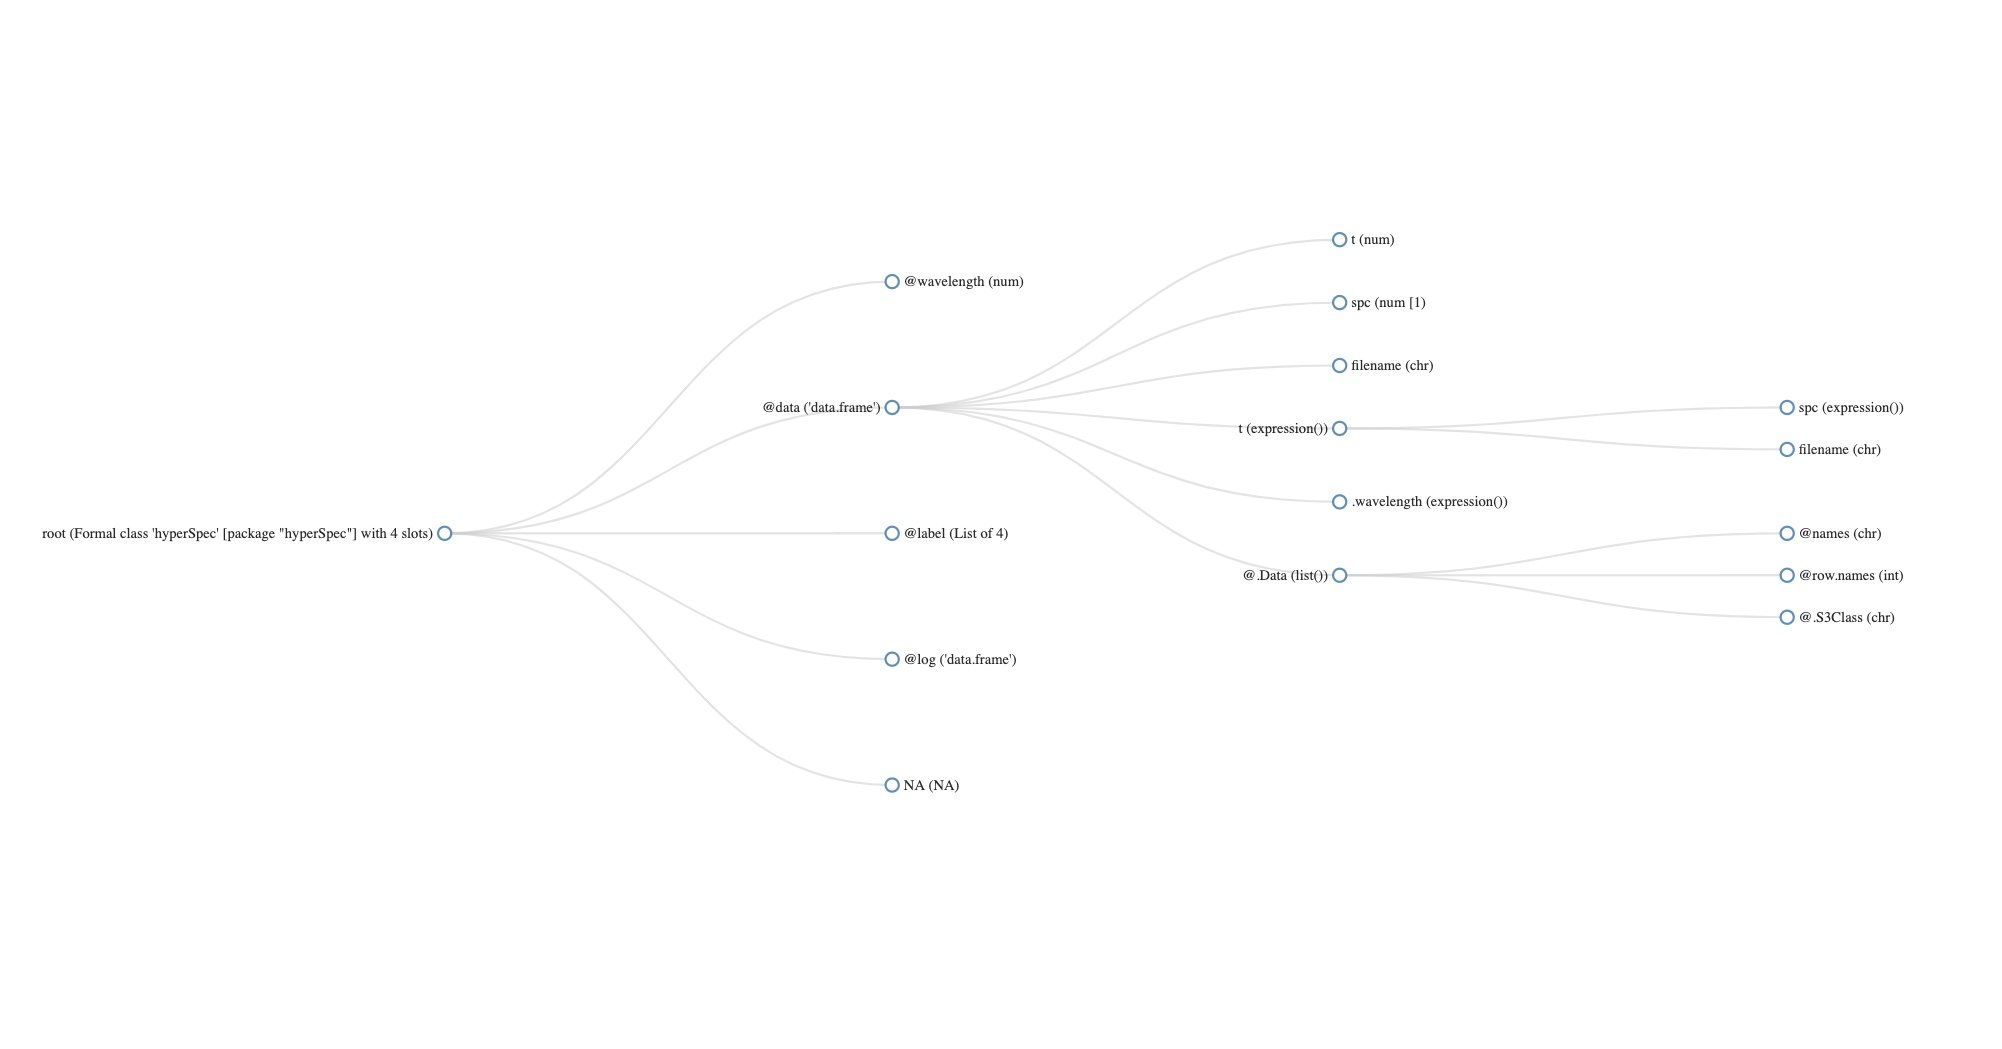 root (Formal class 'hyperSpec' [package "hyperSpec"] with 4 slots)
@wavelength (num)
@data ('data.frame')
@label (List of 4)
@log ('data.frame')
NA (NA)
t (num)
spc (num [1)
filename (chr)
t (expression())
.wavelength (expression())
@.Data (list())
spc (expression())
filename (chr)
@names (chr)
@row.names (int)
@.S3Class (chr)